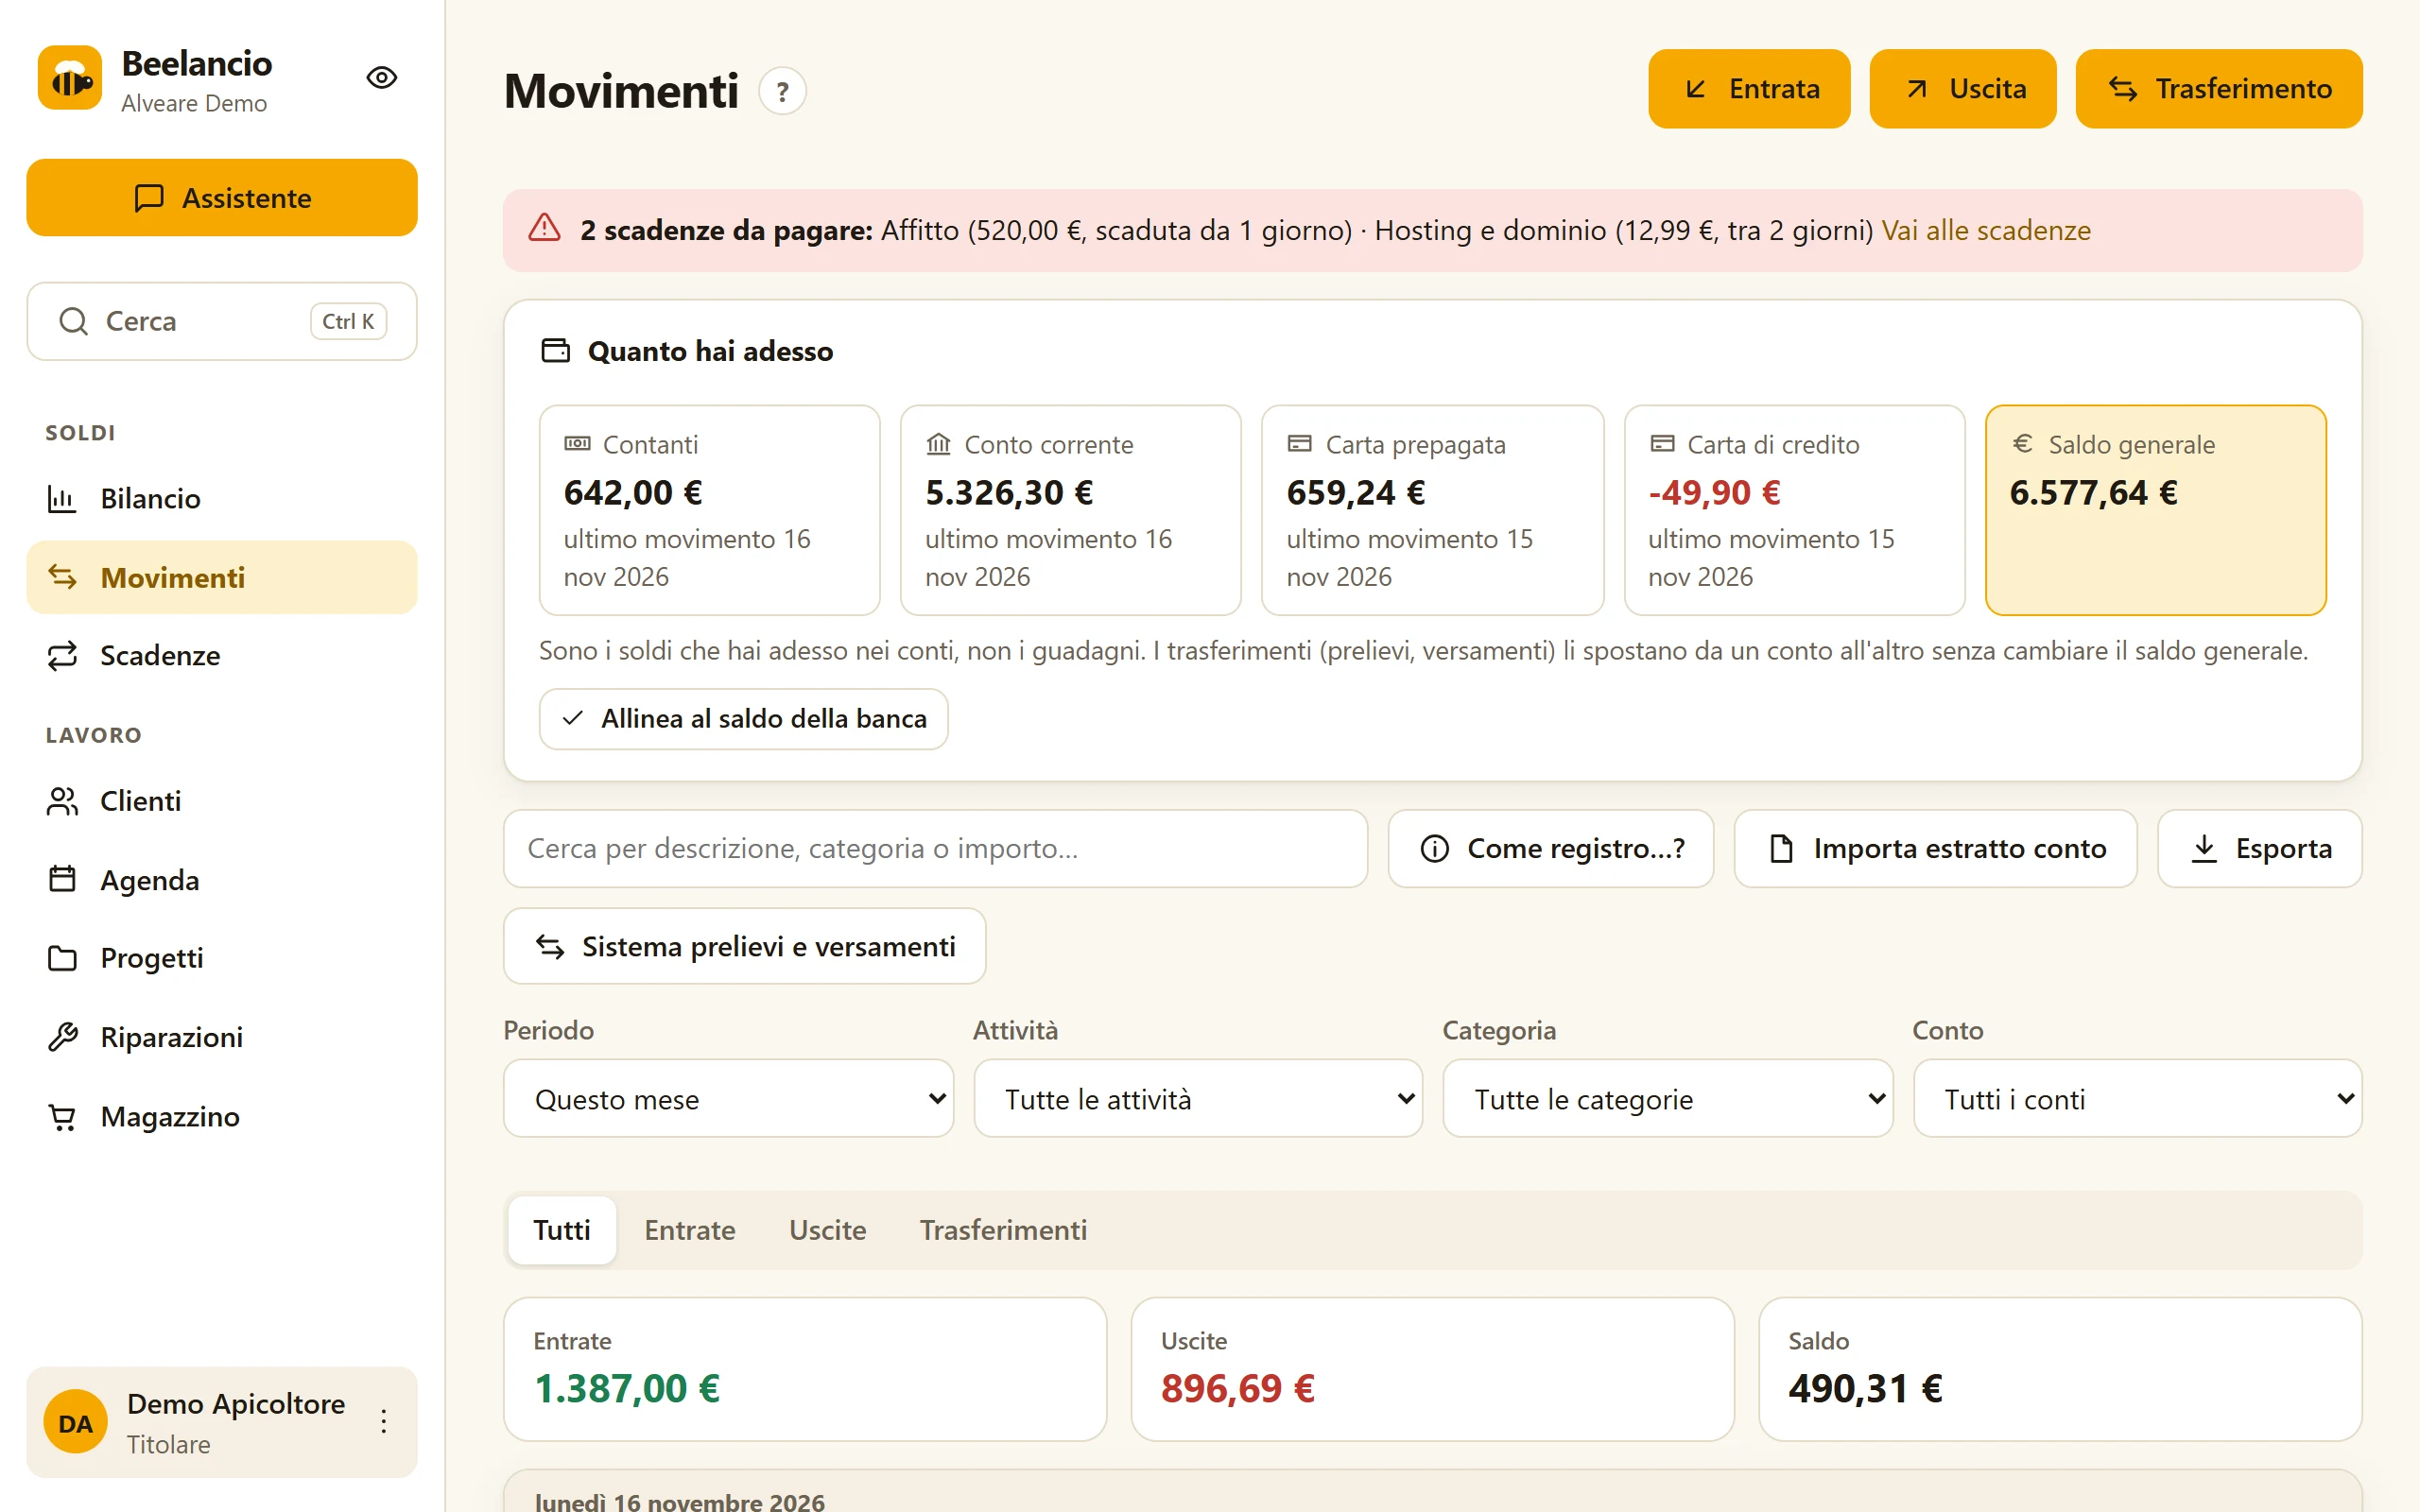 Beelancio
Alveare Demo
Assistente
Cerca
Ctrl K
SOLDI
Bilancio
Movimenti
Scadenze
LAVORO
Clienti
Agenda
Progetti
Riparazioni
Magazzino
DA
Demo Apicoltore
Titolare
Movimenti
?
Entrata
Uscita
Trasferimento
2 scadenze da pagare: Affitto (520,00 €, scaduta da 1 giorno) · Hosting e dominio (12,99 €, tra 2 giorni) Vai alle scadenze
Quanto hai adesso
Contanti
642,00 €
ultimo movimento 16
nov 2026
Conto corrente
5.326,30 €
ultimo movimento 16
nov 2026
Carta prepagata
659,24 €
ultimo movimento 15
nov 2026
Carta di credito
-49,90 €
ultimo movimento 15
nov 2026
€ Saldo generale
6.577,64 €
Sono i soldi che hai adesso nei conti, non i guadagni. I trasferimenti (prelievi, versamenti) li spostano da un conto all'altro senza cambiare il saldo generale.
Allinea al saldo della banca
Cerca per descrizione, categoria o importo...
Come registro...?
Importa estratto conto
Esporta
Sistema prelievi e versamenti
Periodo
Questo mese
Attività
Tutte le attività
Categoria
Tutte le categorie
Conto
Tutti i conti
Tutti
Entrate
Uscite
Trasferimenti
Entrate
1.387,00 €
Uscite
896,69 €
Saldo
490,31 €
lunedì 16 novembre 2026